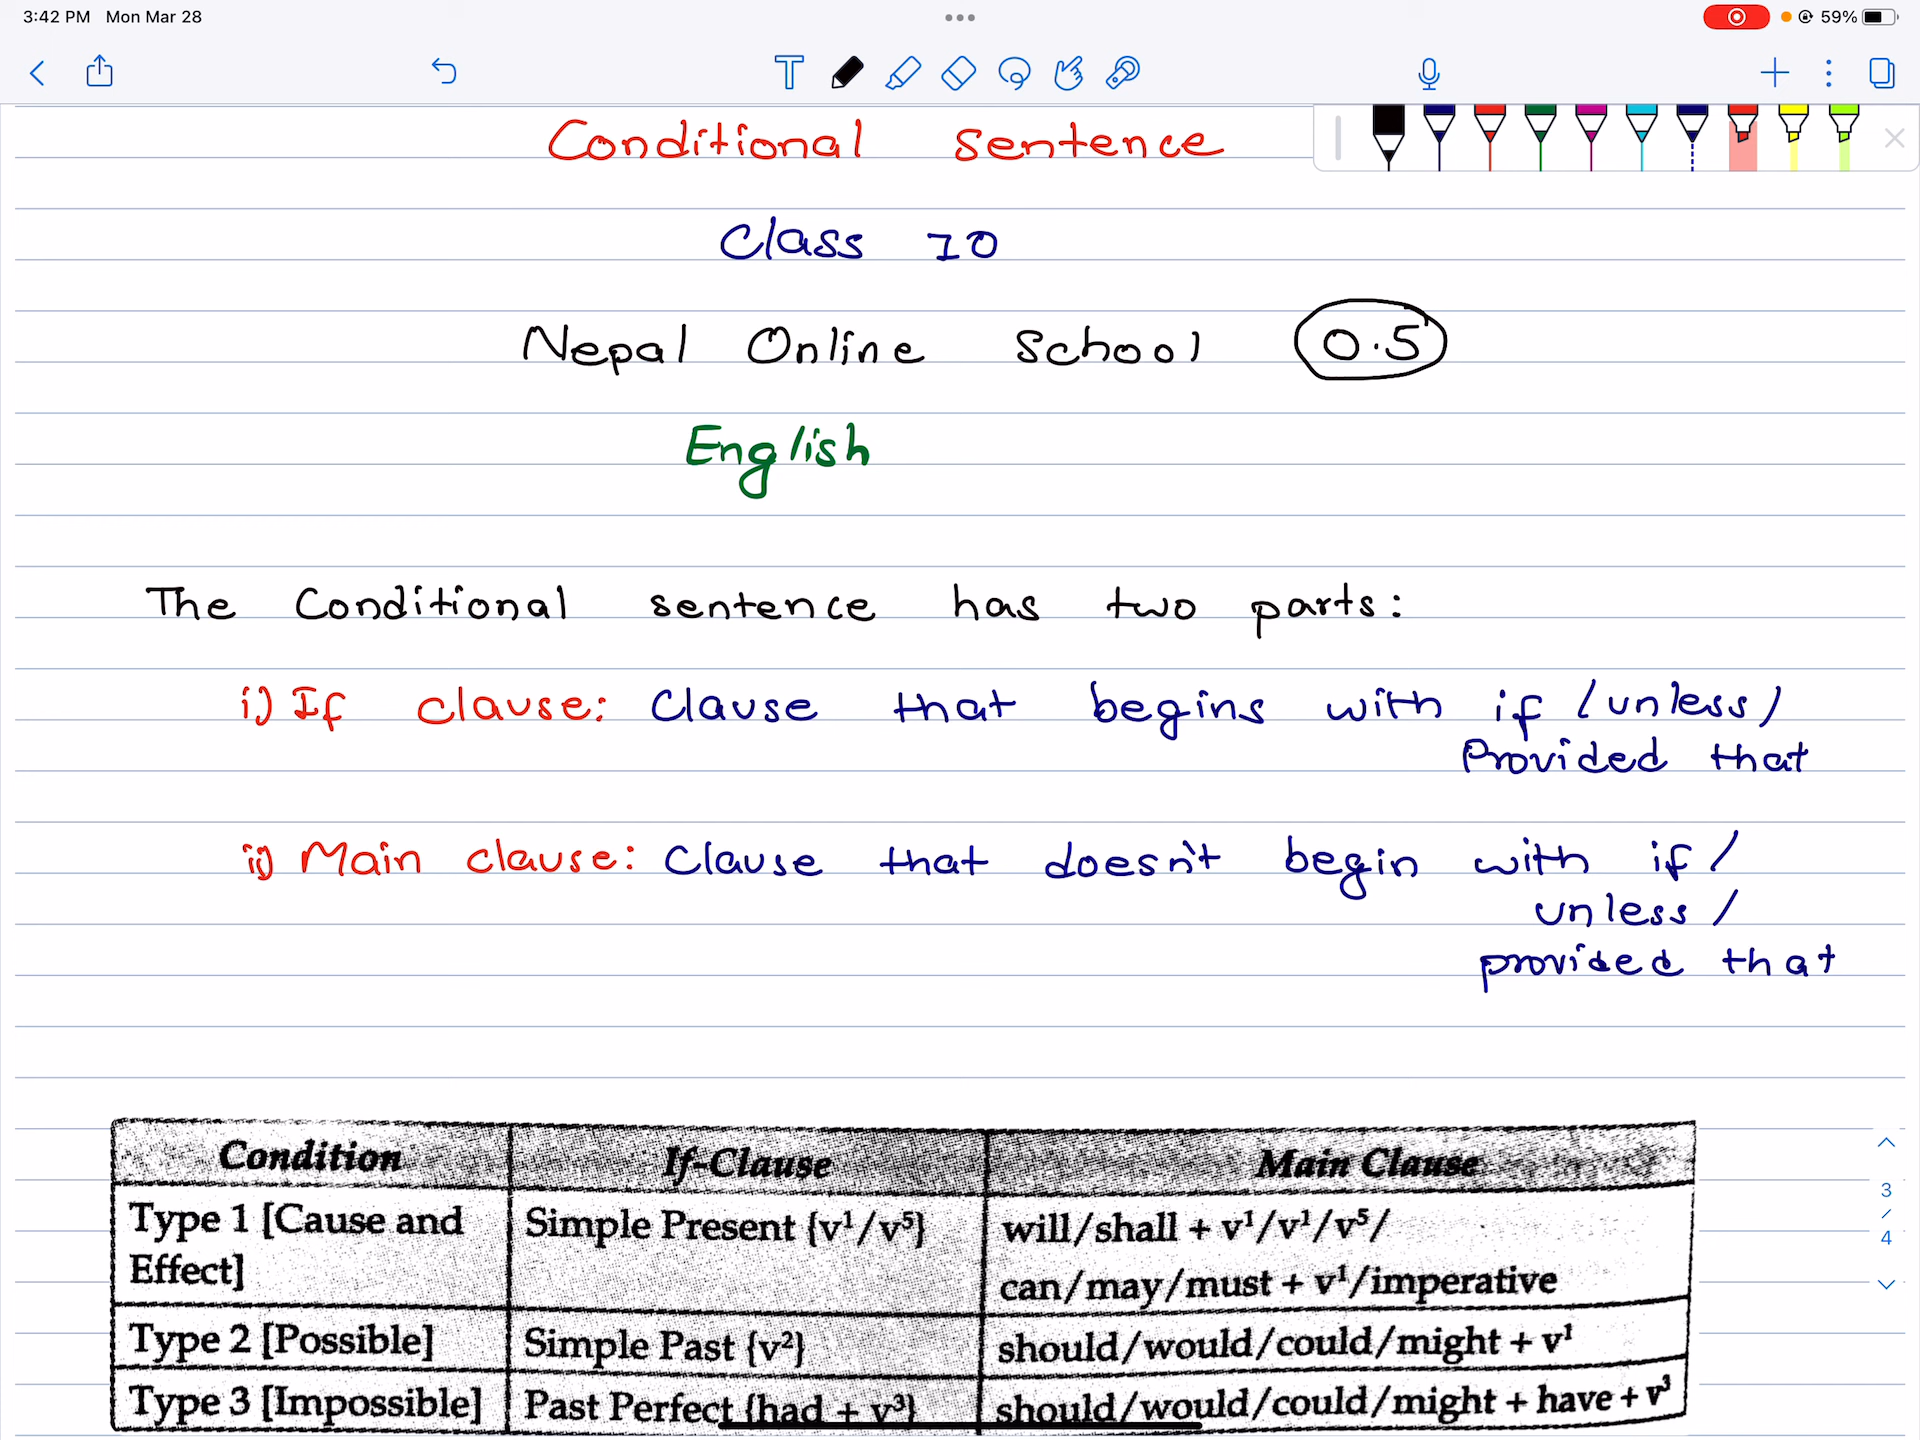 3:42 PM Mon Mar 28
59%
Conditional sentence
Class 10
Nepal Online School 0.5
English
The Conditional sentence has two parts:
i) If clause: Clause that begins with if /unless/
Provided that
ii) Main clause: Clause that doesn't begin with if /
unless /
provided that
Condition If-Clause Main Clause
Type 1 [Cause and Simple Present {v¹/v⁵} will/shall + v¹/v¹/v⁵/
Effect] can/may/must + v¹/imperative
Type 2 [Possible] Simple Past {v²} should/would/could/might + v¹
Type 3 [Impossible] Past Perfect {had + v³} should/would/could/might + have + v³
3
/
4